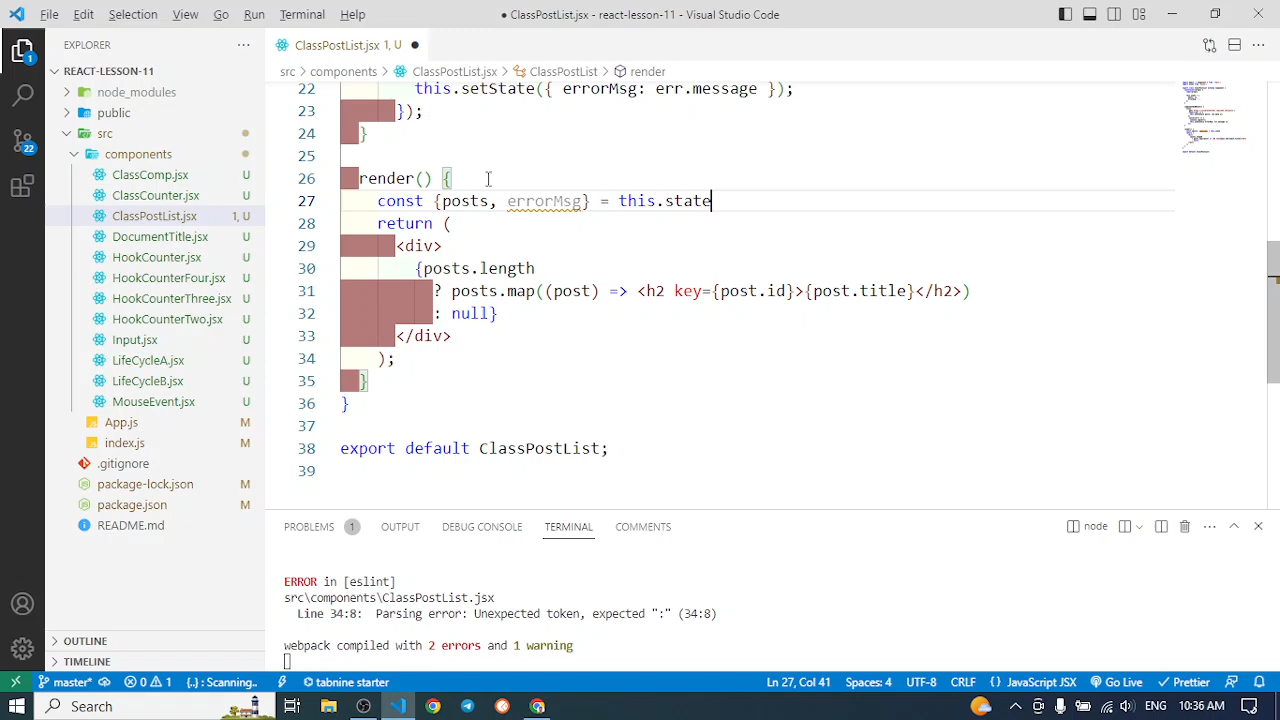 File Edit Selection View Go Run Terminal Help
● ClassPostList.jsx - react-lesson-11 - Visual Studio Code
EXPLORER
ClassPostList.jsx 1, U
src > components > ClassPostList.jsx > ClassPostList > render
REACT-LESSON-11
node_modules
public
src
components
ClassComp.jsx U
ClassCounter.jsx U
ClassPostList.jsx 1, U
DocumentTitle.jsx U
HookCounter.jsx U
HookCounterFour.jsx U
HookCounterThree.jsx U
HookCounterTwo.jsx U
Input.jsx U
LifeCycleA.jsx U
LifeCycleB.jsx U
MouseEvent.jsx U
App.js M
index.js M
.gitignore
package-lock.json M
package.json M
README.md
OUTLINE
TIMELINE
1
22
22 this.setState({ errorMsg: err.message });
23 });
24 }
25
26 render() {
27 const {posts, errorMsg} = this.state
28 return (
29 <div>
30 {posts.length
31 ? posts.map((post) => <h2 key={post.id}>{post.title}</h2>)
32 : null}
33 </div>
34 );
35 }
36 }
37
38 export default ClassPostList;
39
PROBLEMS 1 OUTPUT DEBUG CONSOLE TERMINAL COMMENTS
node
ERROR in [eslint]
src\components\ClassPostList.jsx
Line 34:8: Parsing error: Unexpected token, expected ":" (34:8)
webpack compiled with 2 errors and 1 warning
master* 0 1 {..} : Scanning.. tabnine starter
Ln 27, Col 41 Spaces: 4 UTF-8 CRLF {} JavaScript JSX Go Live Prettier
Search
ENG 10:36 AM